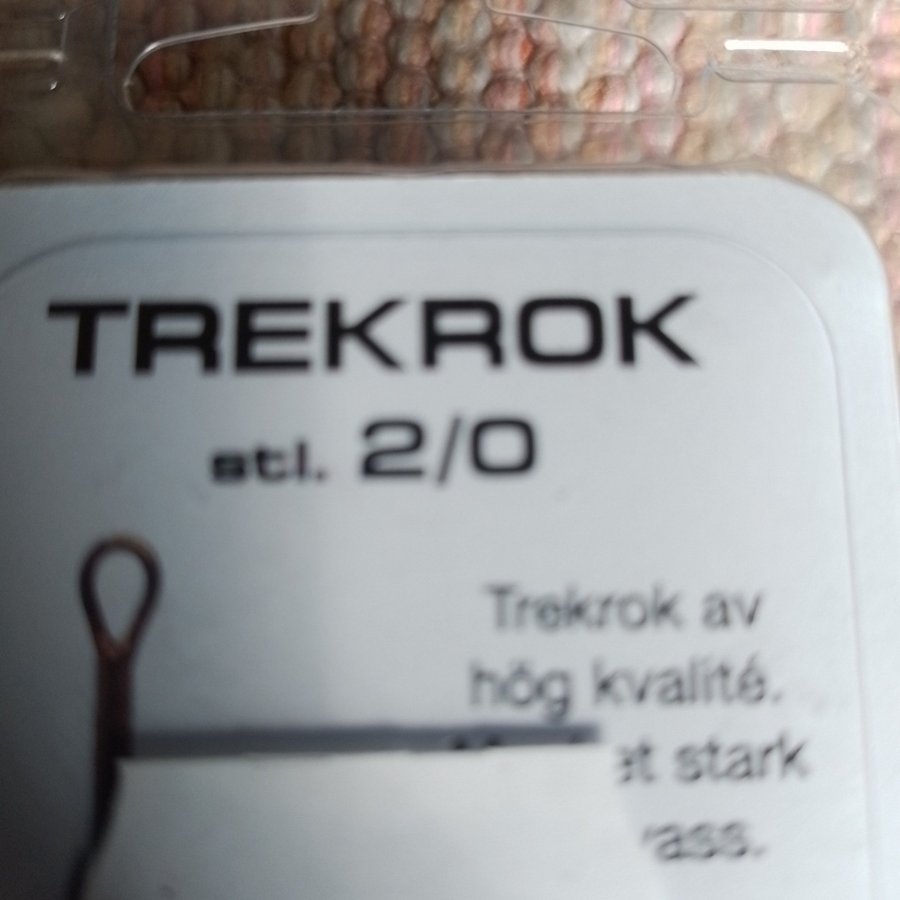 TREKROK
stl. 2/0
Trekrok av
hög kvalité.
stark